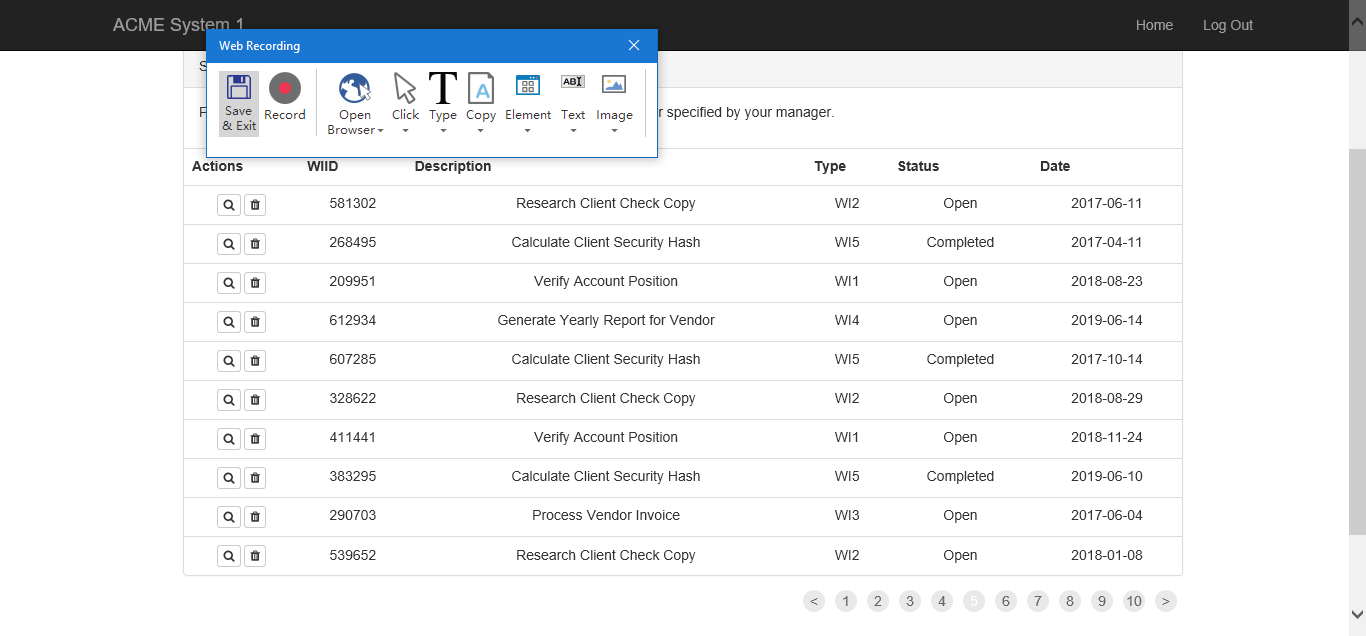 ACME System 1 Home Log Out
Web Recording
Save & Exit Record Open Browser Click Type Copy Element Text Image
ABI
A
r specified by your manager.
Actions WIID Description Type Status Date
581302 Research Client Check Copy WI2 Open 2017-06-11
268495 Calculate Client Security Hash WI5 Completed 2017-04-11
209951 Verify Account Position WI1 Open 2018-08-23
612934 Generate Yearly Report for Vendor WI4 Open 2019-06-14
607285 Calculate Client Security Hash WI5 Completed 2017-10-14
328622 Research Client Check Copy WI2 Open 2018-08-29
411441 Verify Account Position WI1 Open 2018-11-24
383295 Calculate Client Security Hash WI5 Completed 2019-06-10
290703 Process Vendor Invoice WI3 Open 2017-06-04
539652 Research Client Check Copy WI2 Open 2018-01-08
< 1 2 3 4 5 6 7 8 9 10 >